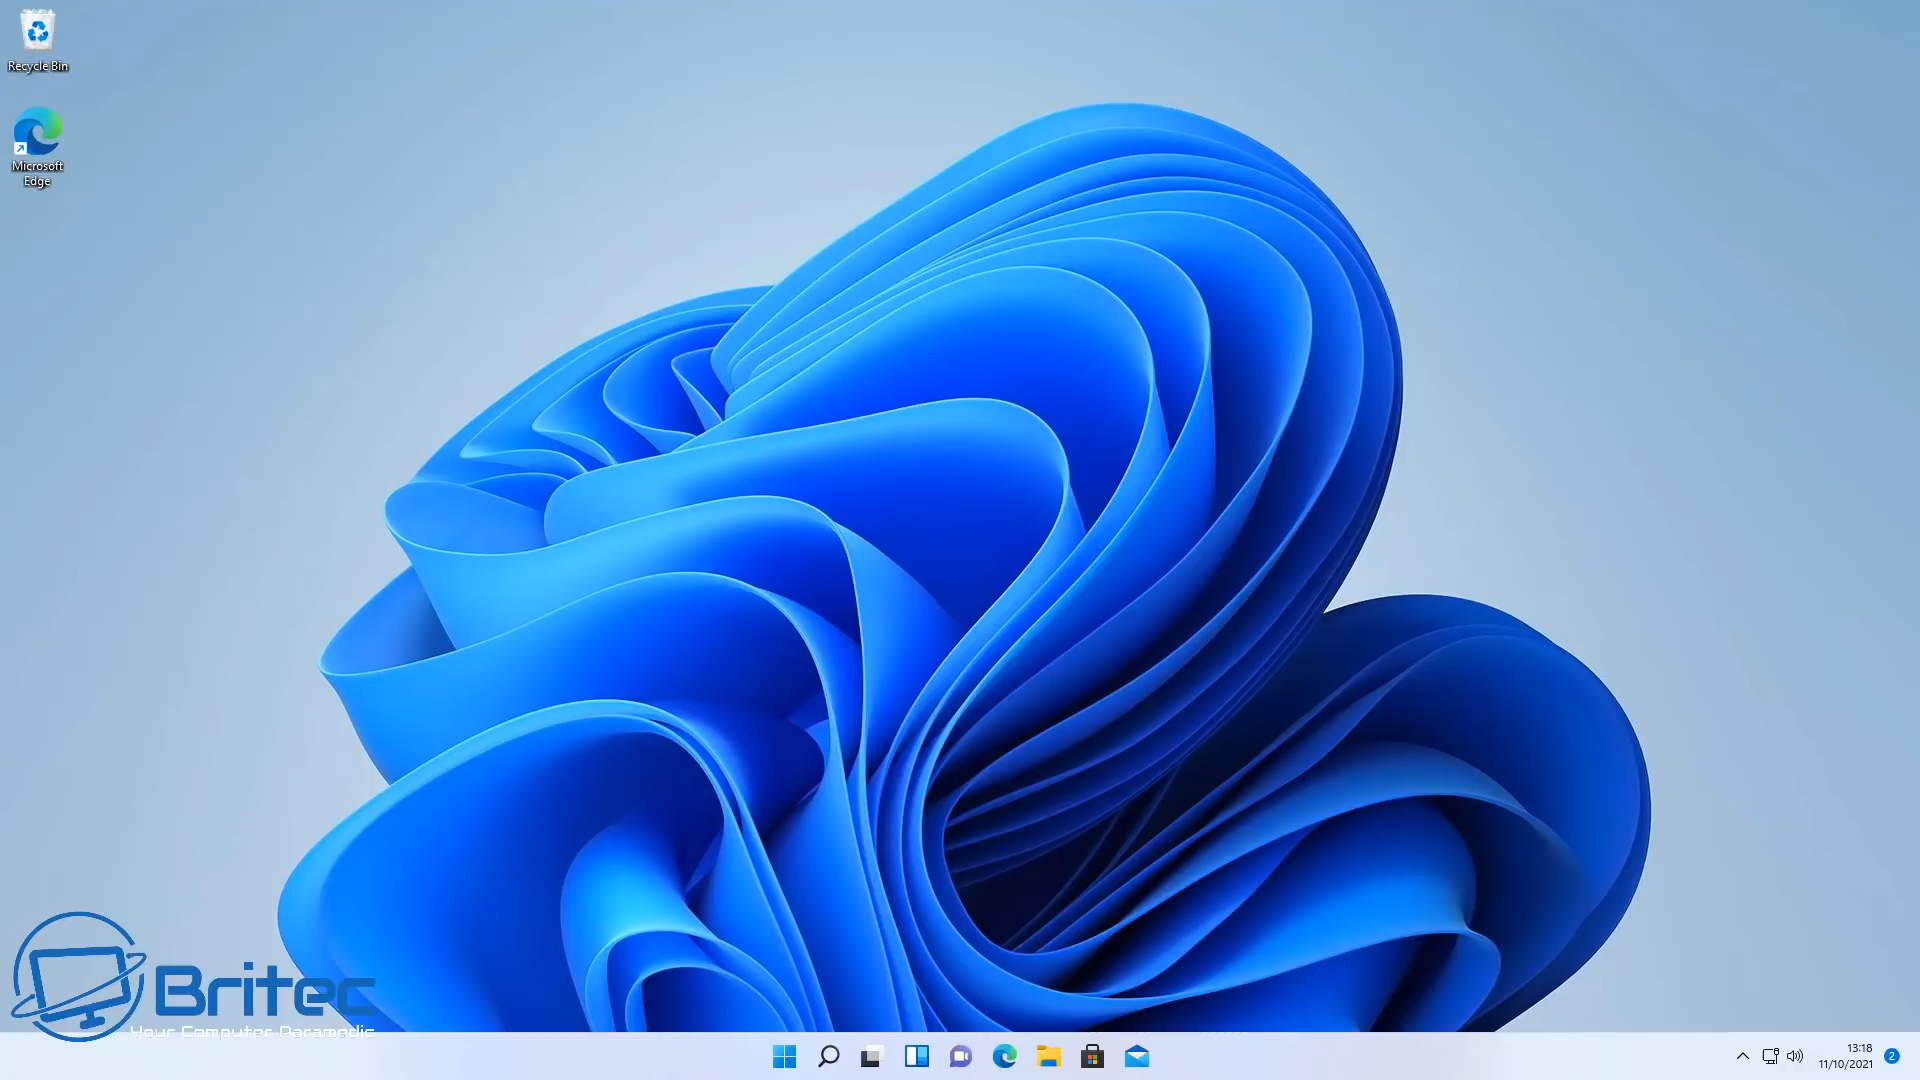 Recycle Bin
Microsoft
Edge
Britec
Your Computer Paramedic
13:18
11/10/2021
2